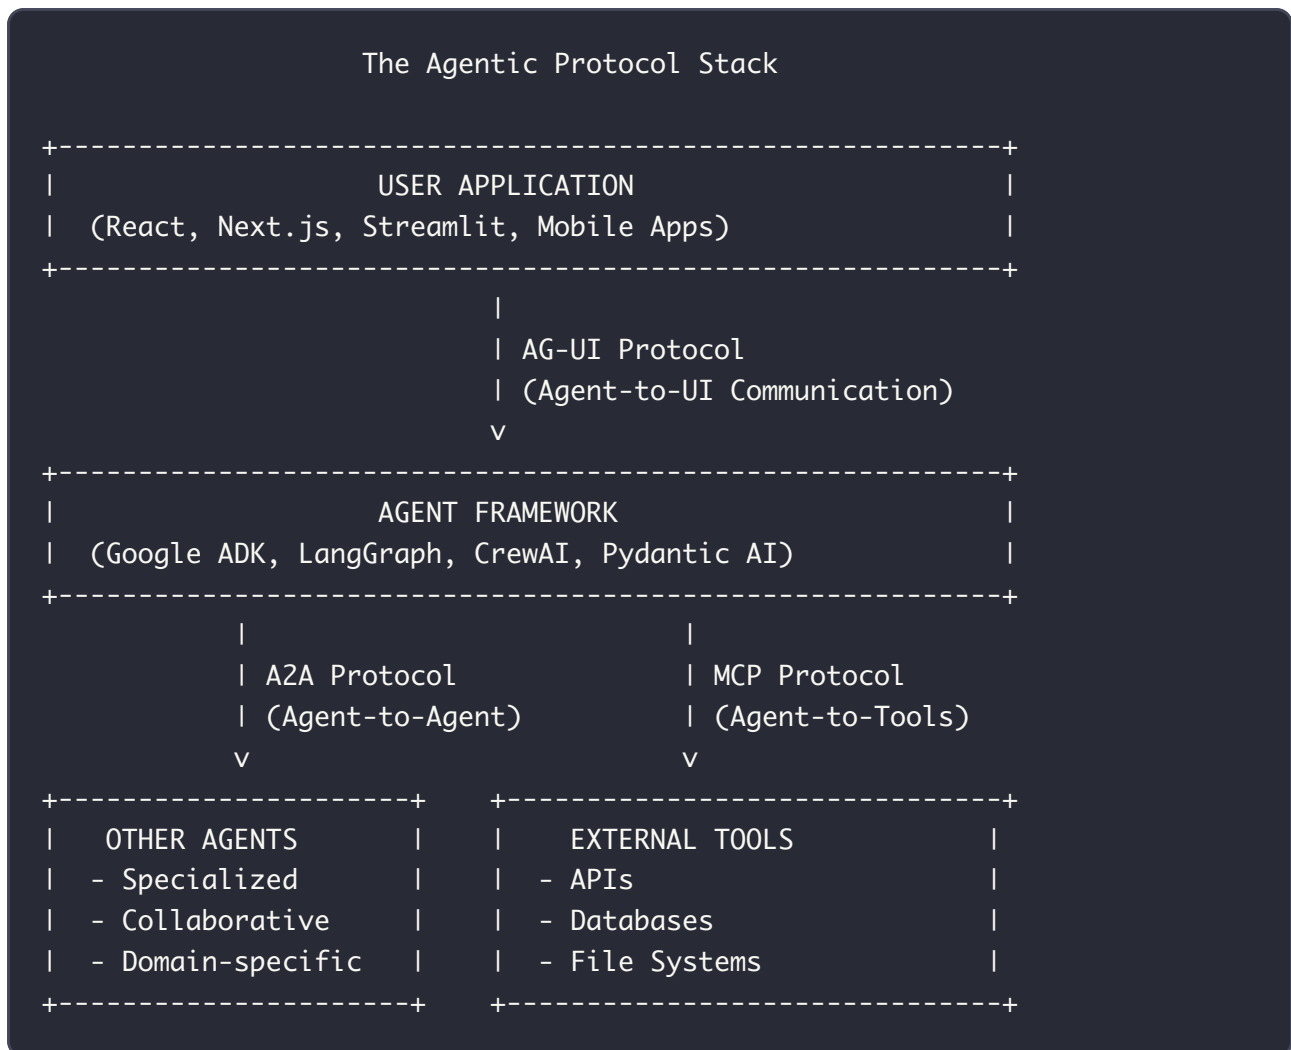 The Agentic Protocol Stack

+-----------------------------------------------------------+
|                    USER APPLICATION                       |
|  (React, Next.js, Streamlit, Mobile Apps)                 |
+-----------------------------------------------------------+
                            |
                            | AG-UI Protocol
                            | (Agent-to-UI Communication)
                            v
+-----------------------------------------------------------+
|                    AGENT FRAMEWORK                        |
|  (Google ADK, LangGraph, CrewAI, Pydantic AI)             |
+-----------------------------------------------------------+
            |                           |
            | A2A Protocol              | MCP Protocol
            | (Agent-to-Agent)          | (Agent-to-Tools)
            v                           v
+----------------------+    +-------------------------------+
|   OTHER AGENTS       |    |    EXTERNAL TOOLS            |
|  - Specialized       |    |  - APIs                      |
|  - Collaborative     |    |  - Databases                 |
|  - Domain-specific   |    |  - File Systems              |
+----------------------+    +-------------------------------+